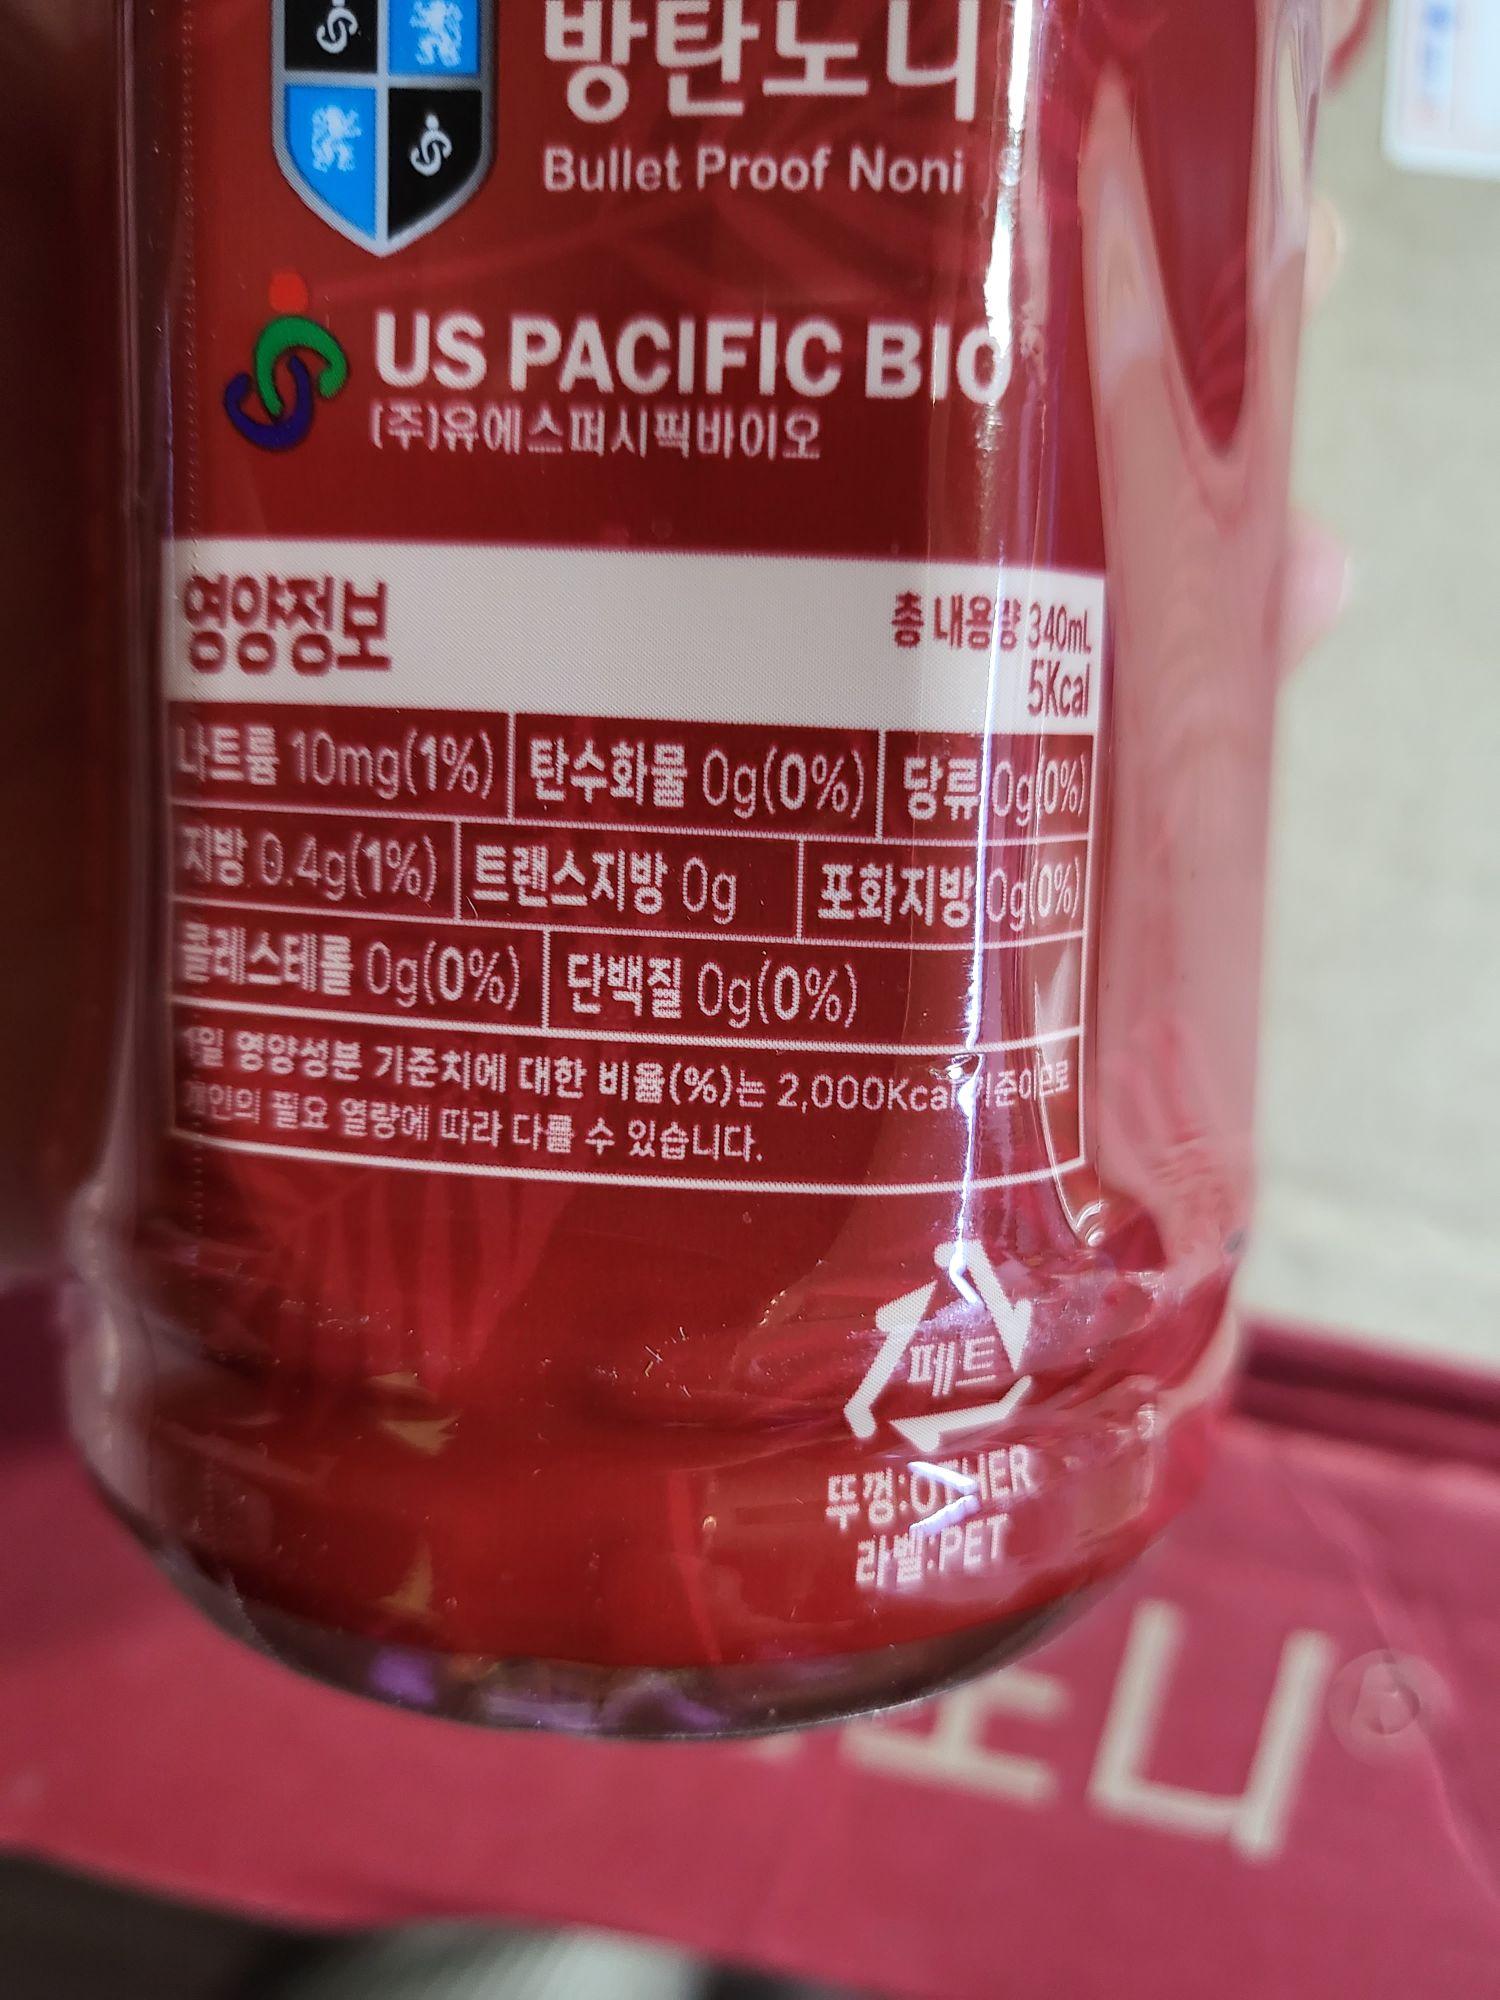 방탄노니
Bullet Proof Noni
US PACIFIC BIO
(주)유에스퍼시픽바이오
영양정보
총 내용량 340mL
5Kcal
나트륨 10mg(1%) 탄수화물 0g(0%) 당류 0g(0%)
지방 0.4g(1%) 트랜스지방 0g 포화지방 0g(0%)
콜레스테롤 0g(0%) 단백질 0g(0%)
1일 영양성분 기준치에 대한 비율(%)는 2,000Kcal 기준이므로
개인의 필요 열량에 따라 다를 수 있습니다.
페트
뚜껑:OTHER
라벨:PET
노니